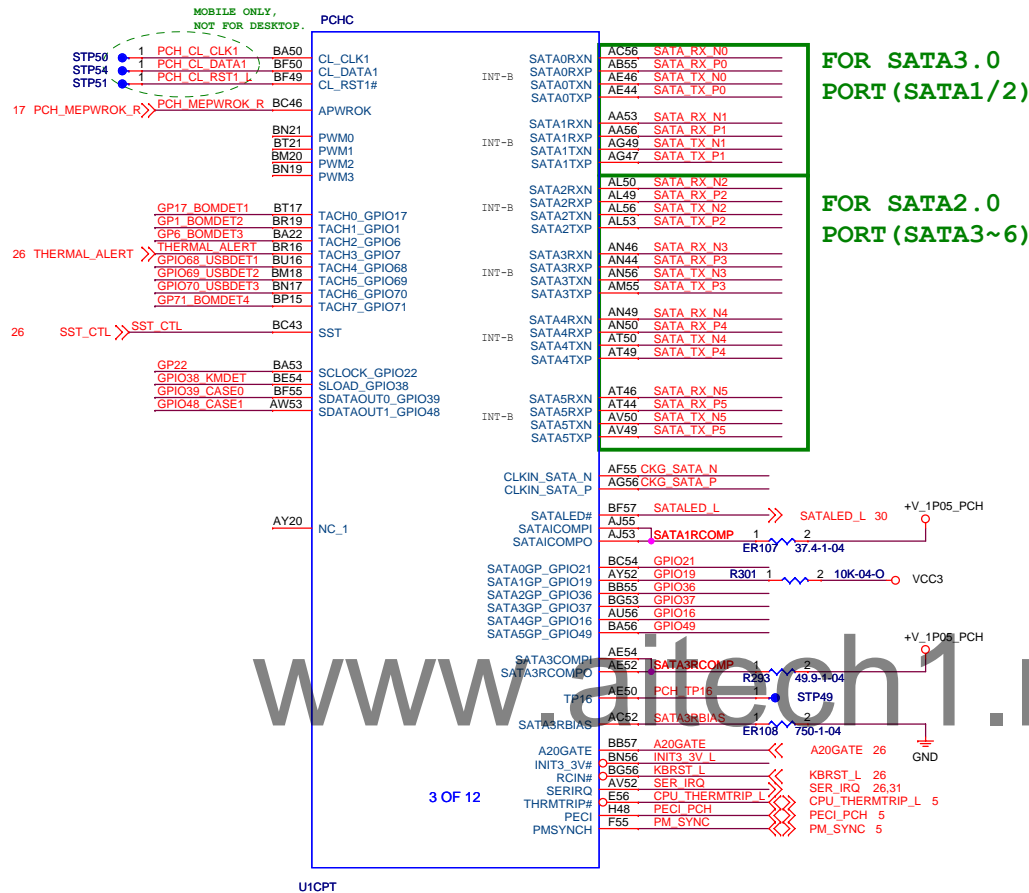 MOBILE ONLY,
NOT FOR DESKTOP.
PCHC
STP50 1 PCH_CL_CLK1 BA50 CL_CLK1
STP54 1 PCH_CL_DATA1 BF50 CL_DATA1
STP51 1 PCH_CL_RST1_L BF49 CL_RST1#
17 PCH_MEPWROK_R PCH_MEPWROK_R BC46 APWROK
BN21 PWM0
BT21 PWM1
BM20 PWM2
BN19 PWM3
GP17_BOMDET1 BT17 TACH0_GPIO17
GP1_BOMDET2 BR19 TACH1_GPIO1
GP6_BOMDET3 BA22 TACH2_GPIO6
26 THERMAL_ALERT THERMAL_ALERT BR16 TACH3_GPIO7
GPIO68_USBDET1 BU16 TACH4_GPIO68
GPIO69_USBDET2 BM18 TACH5_GPIO69
GPIO70_USBDET3 BN17 TACH6_GPIO70
GP71_BOMDET4 BP15 TACH7_GPIO71
26 SST_CTL SST_CTL BC43 SST
GP22 BA53 SCLOCK_GPIO22
GPIO38_KMDET BE54 SLOAD_GPIO38
GPIO39_CASE0 BF55 SDATAOUT0_GPIO39
GPIO48_CASE1 AW53 SDATAOUT1_GPIO48
AY20 NC_1
3 OF 12
U1CPT
SATA0RXN AC56 SATA_RX_N0
SATA0RXP AB55 SATA_RX_P0
INT-B
SATA0TXN AE46 SATA_TX_N0
SATA0TXP AE44 SATA_TX_P0
SATA1RXN AA53 SATA_RX_N1
SATA1RXP AA56 SATA_RX_P1
INT-B
SATA1TXN AG49 SATA_TX_N1
SATA1TXP AG47 SATA_TX_P1
FOR SATA3.0
PORT(SATA1/2)
SATA2RXN AL50 SATA_RX_N2
SATA2RXP AL49 SATA_RX_P2
INT-B
SATA2TXN AL56 SATA_TX_N2
SATA2TXP AL53 SATA_TX_P2
FOR SATA2.0
PORT(SATA3~6)
SATA3RXN AN46 SATA_RX_N3
SATA3RXP AN44 SATA_RX_P3
INT-B
SATA3TXN AN56 SATA_TX_N3
SATA3TXP AM55 SATA_TX_P3
SATA4RXN AN49 SATA_RX_N4
SATA4RXP AN50 SATA_RX_P4
INT-B
SATA4TXN AT50 SATA_TX_N4
SATA4TXP AT49 SATA_TX_P4
SATA5RXN AT46 SATA_RX_N5
SATA5RXP AT44 SATA_RX_P5
INT-B
SATA5TXN AV50 SATA_TX_N5
SATA5TXP AV49 SATA_TX_P5
CLKIN_SATA_N AF55 CKG_SATA_N
CLKIN_SATA_P AG56 CKG_SATA_P
SATALED# BF57 SATALED_L SATALED_L 30
+V_1P05_PCH
SATAICOMPI AJ55
SATAICOMPO AJ53 SATA1RCOMP 1 2
ER107 37.4-1-04
SATA0GP_GPIO21 BC54 GPIO21
SATA1GP_GPIO19 AY52 GPIO19 R301 1 2 10K-04-O VCC3
SATA2GP_GPIO36 BB55 GPIO36
SATA3GP_GPIO37 BG53 GPIO37
SATA4GP_GPIO16 AU56 GPIO16
SATA5GP_GPIO49 BA56 GPIO49
+V_1P05_PCH
SATA3COMPI AE54
SATA3RCOMPO AE52 SATA3RCOMP 1 2
R293 49.9-1-04
TP16 AE50 PCH_TP16 1 STP49
SATA3RBIAS AC52 SATA3RBIAS 1 2
ER108 750-1-04
GND
A20GATE BB57 A20GATE A20GATE 26
INIT3_3V# BN56 INIT3_3V_L
RCIN# BG56 KBRST_L KBRST_L 26
SERIRQ AV52 SER_IRQ SER_IRQ 26,31
THRMTRIP# E56 CPU_THERMTRIP_L CPU_THERMTRIP_L 5
PECI H48 PECI_PCH PECI_PCH 5
PMSYNCH F55 PM_SYNC PM_SYNC 5
www.aitech1.